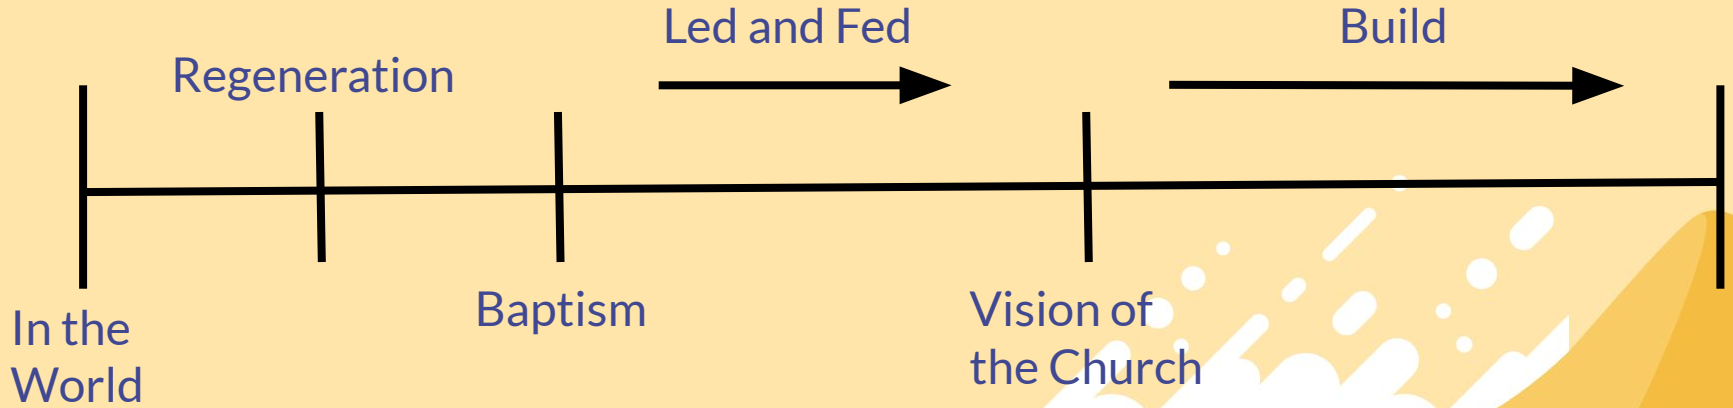 Led and Fed
Build
Regeneration
Baptism
Vision of
the Church
In the
World